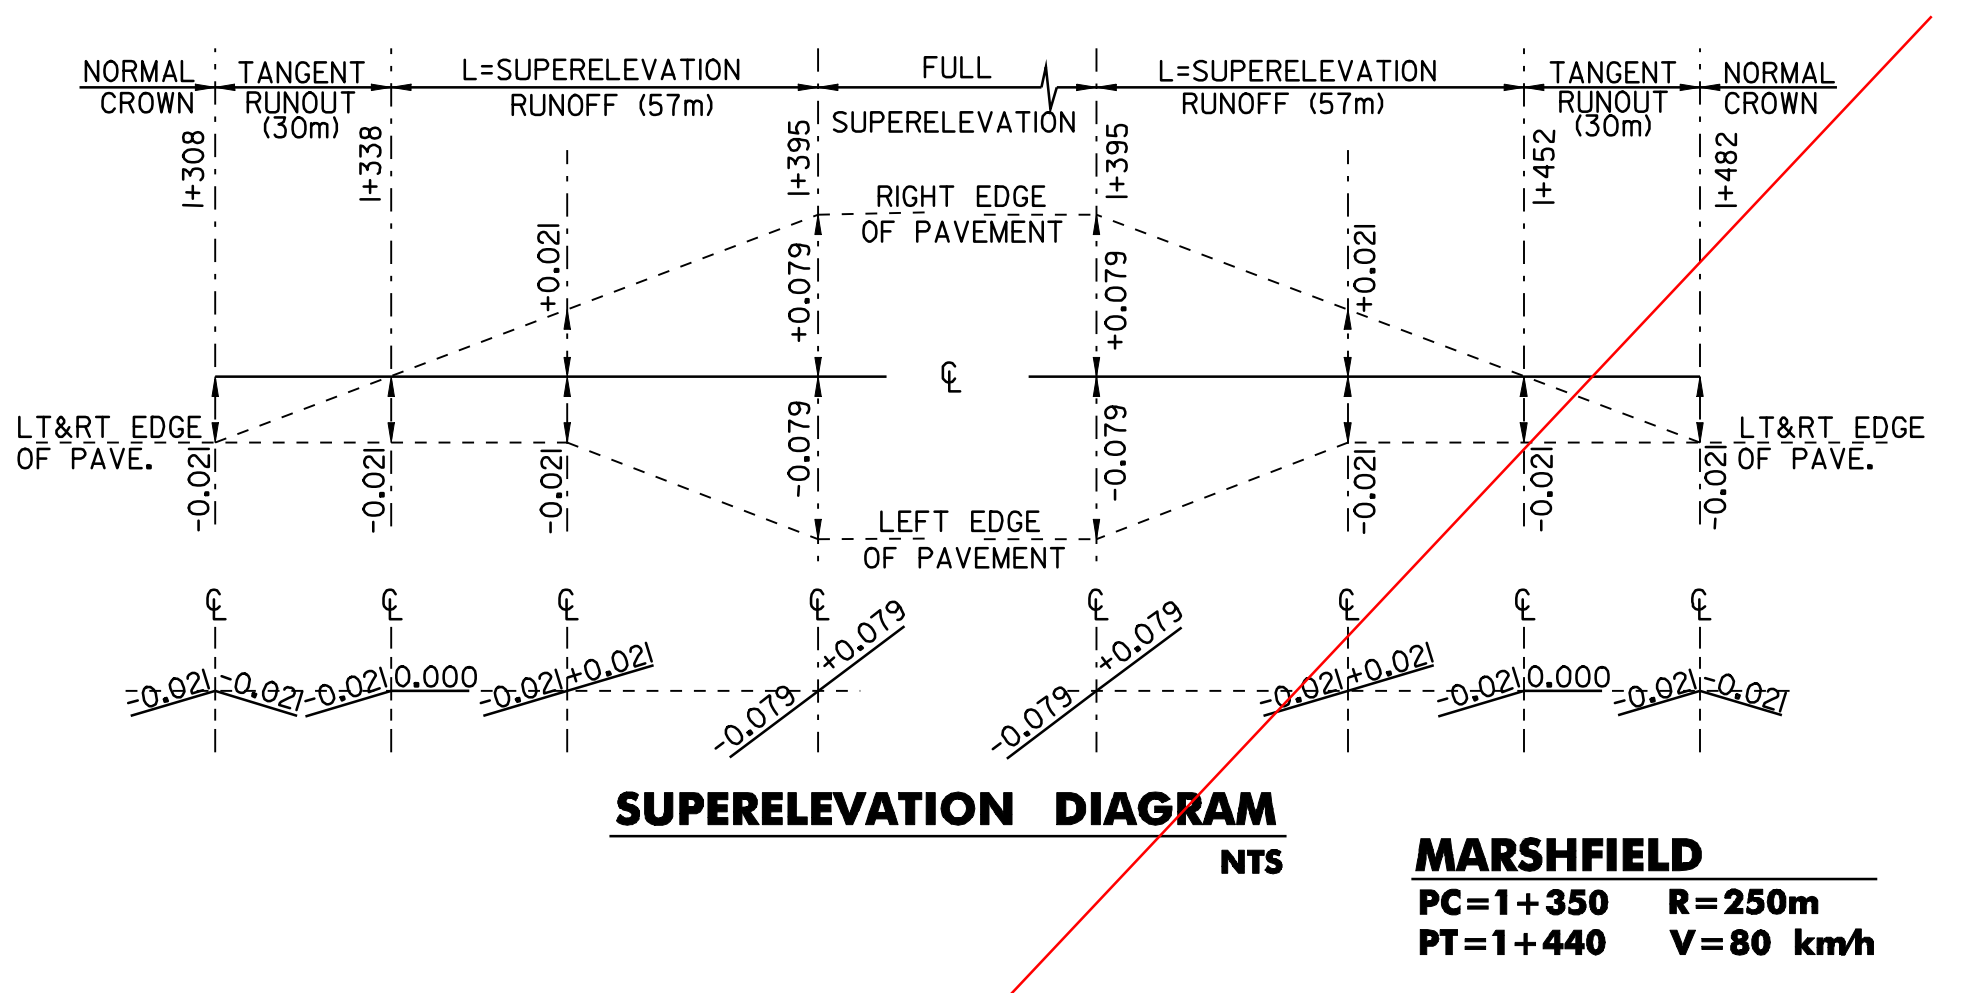 NORMAL CROWN
TANGENT RUNOUT (30m)
L=SUPERELEVATION RUNOFF (57m)
FULL SUPERELEVATION
L=SUPERELEVATION RUNOFF (57m)
TANGENT RUNOUT (30m)
NORMAL CROWN
1+308
1+338
1+395
1+395
1+452
1+482
RIGHT EDGE
OF PAVEMENT
+0.021
+0.079
+0.079
+0.021
℄
LT&RT EDGE
OF PAVE.
-0.021
-0.021
-0.021
-0.079
-0.079
-0.021
-0.021
-0.021
LT&RT EDGE
OF PAVE.
LEFT EDGE
OF PAVEMENT
℄ ℄ ℄ ℄ ℄ ℄ ℄ ℄
-0.021 -0.021
-0.021 0.000
-0.021 +0.021
-0.079 +0.079
-0.079 +0.079
-0.021 +0.021
-0.021 0.000
-0.021 -0.021
SUPERELEVATION DIAGRAM
NTS
MARSHFIELD
PC=1+350 R=250m
PT=1+440 V=80 km/h